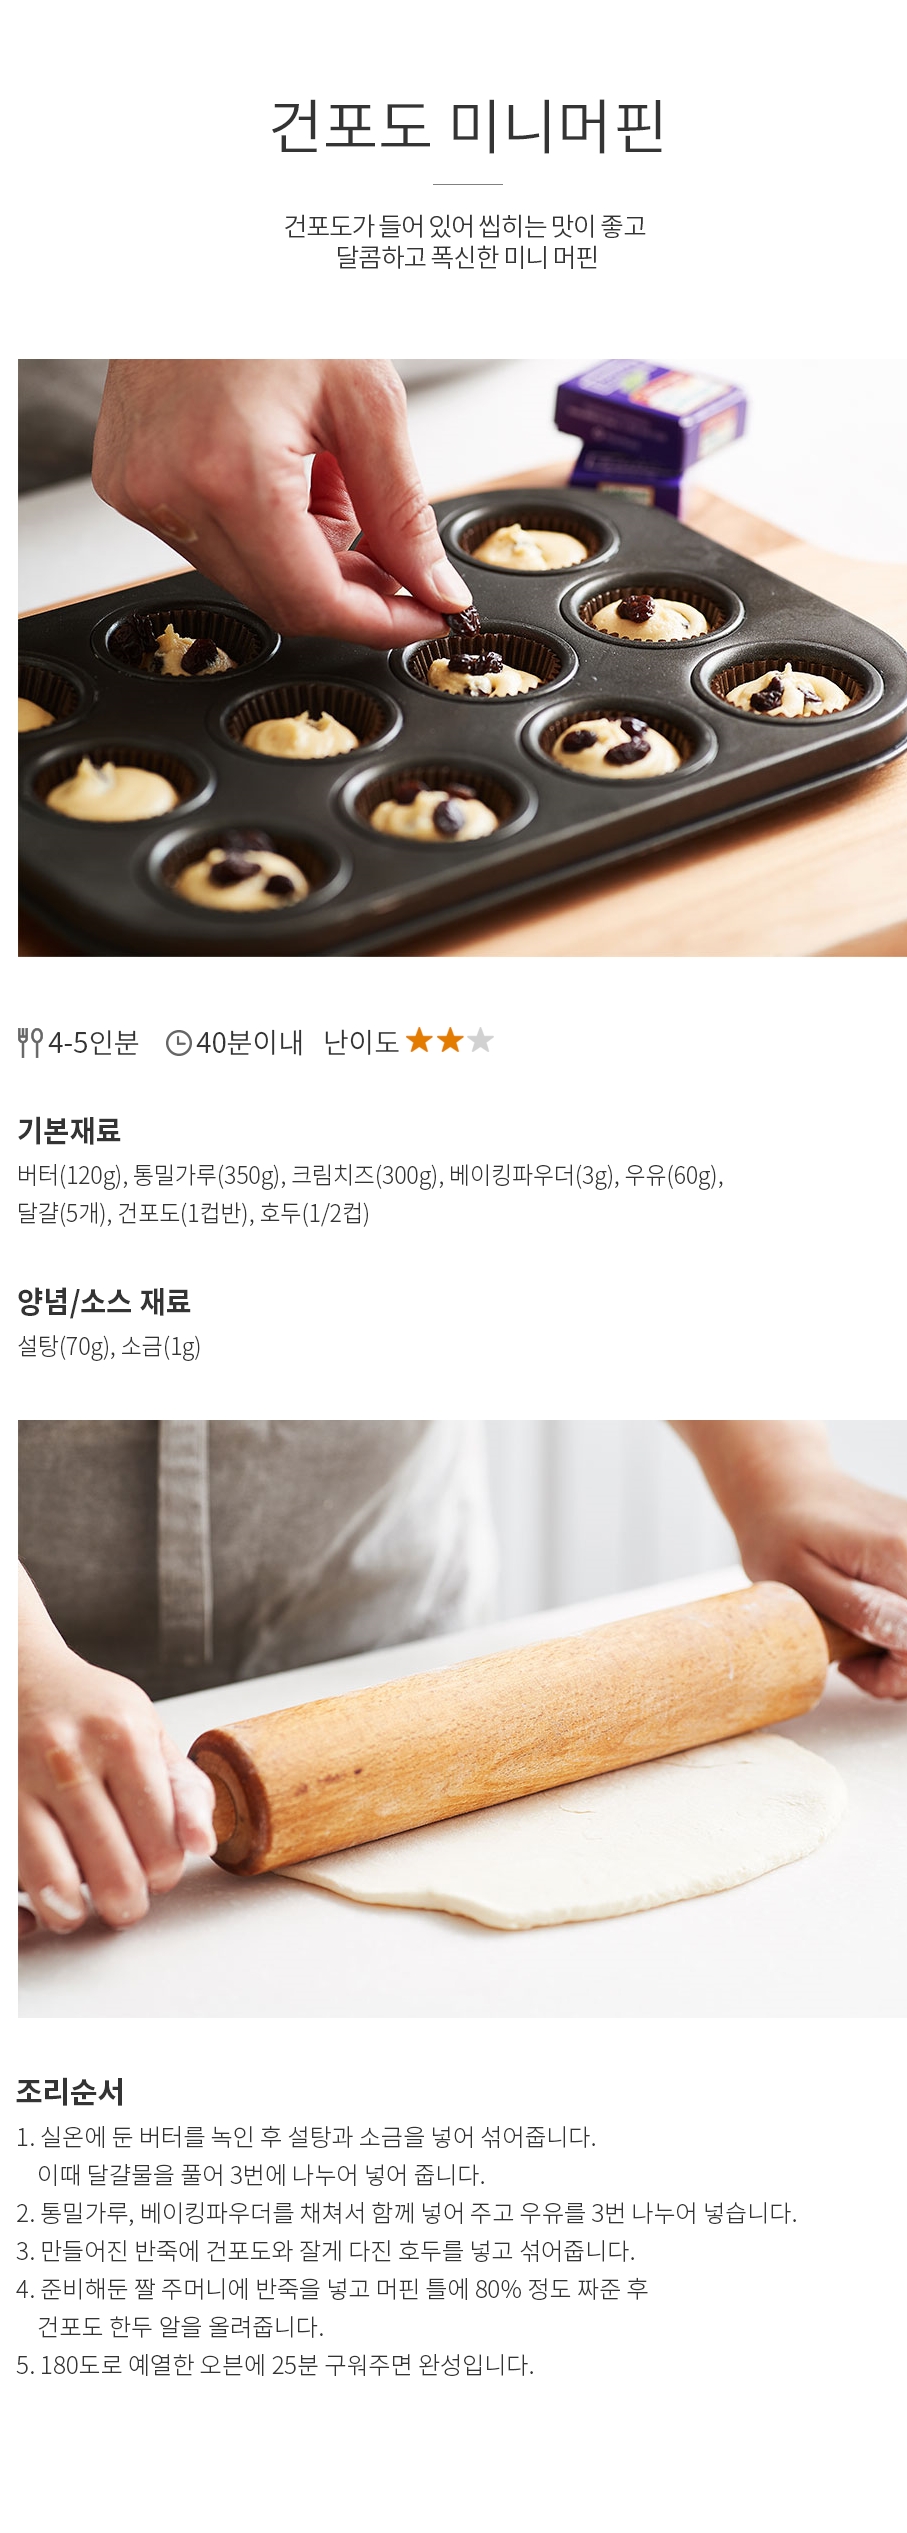 건포도 미니머핀
건포도가 들어 있어 씹히는 맛이 좋고
달콤하고 폭신한 미니 머핀
4-5인분 40분이내 난이도
기본재료
버터(120g), 통밀가루(350g), 크림치즈(300g), 베이킹파우더(3g), 우유(60g),
달걀(5개), 건포도(1컵반), 호두(1/2컵)
양념/소스 재료
설탕(70g), 소금(1g)
조리순서
1. 실온에 둔 버터를 녹인 후 설탕과 소금을 넣어 섞어줍니다.
이때 달걀물을 풀어 3번에 나누어 넣어 줍니다.
2. 통밀가루, 베이킹파우더를 채쳐서 함께 넣어 주고 우유를 3번 나누어 넣습니다.
3. 만들어진 반죽에 건포도와 잘게 다진 호두를 넣고 섞어줍니다.
4. 준비해둔 짤 주머니에 반죽을 넣고 머핀 틀에 80% 정도 짜준 후
건포도 한두 알을 올려줍니다.
5. 180도로 예열한 오븐에 25분 구워주면 완성입니다.